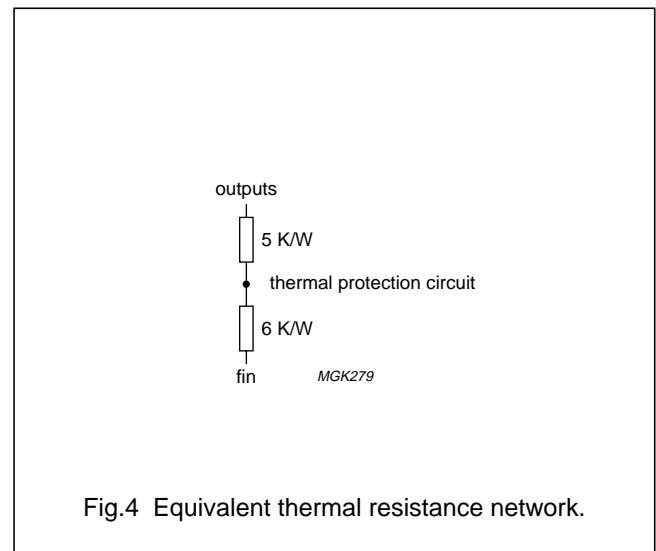 outputs
5 K/W
thermal protection circuit
6 K/W
fin MGK279
Fig.4 Equivalent thermal resistance network.